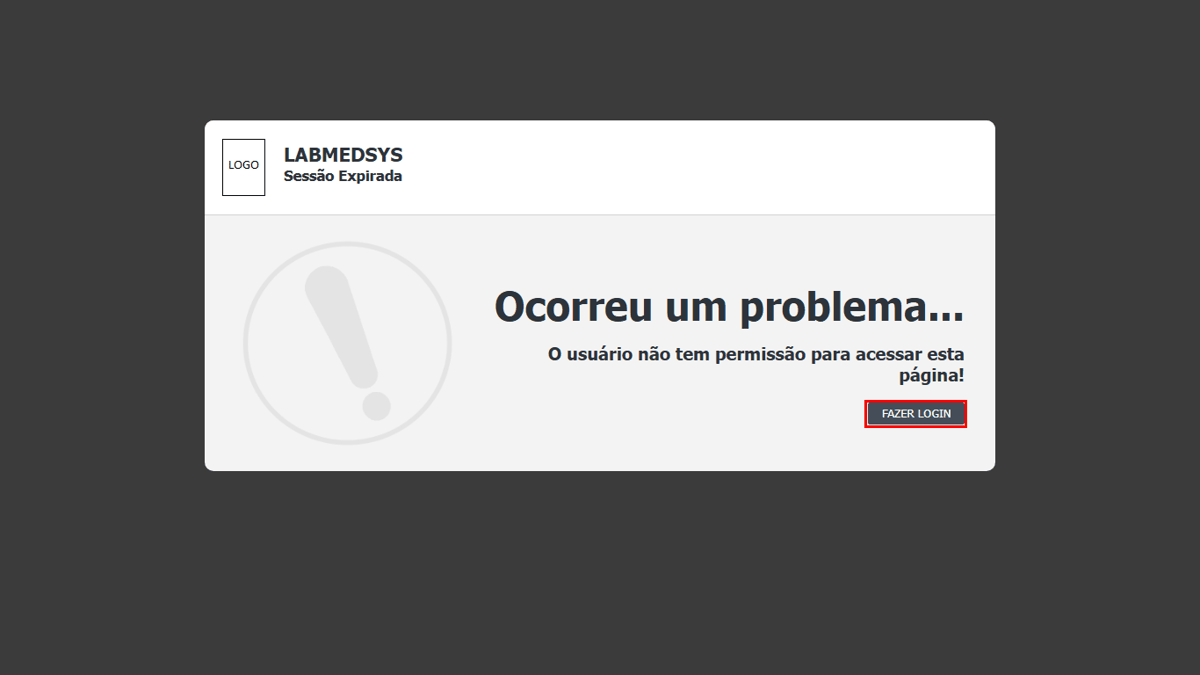 LOGO
LABMEDSYS
Sessão Expirada
Ocorreu um problema...
O usuário não tem permissão para acessar esta
página!
FAZER LOGIN